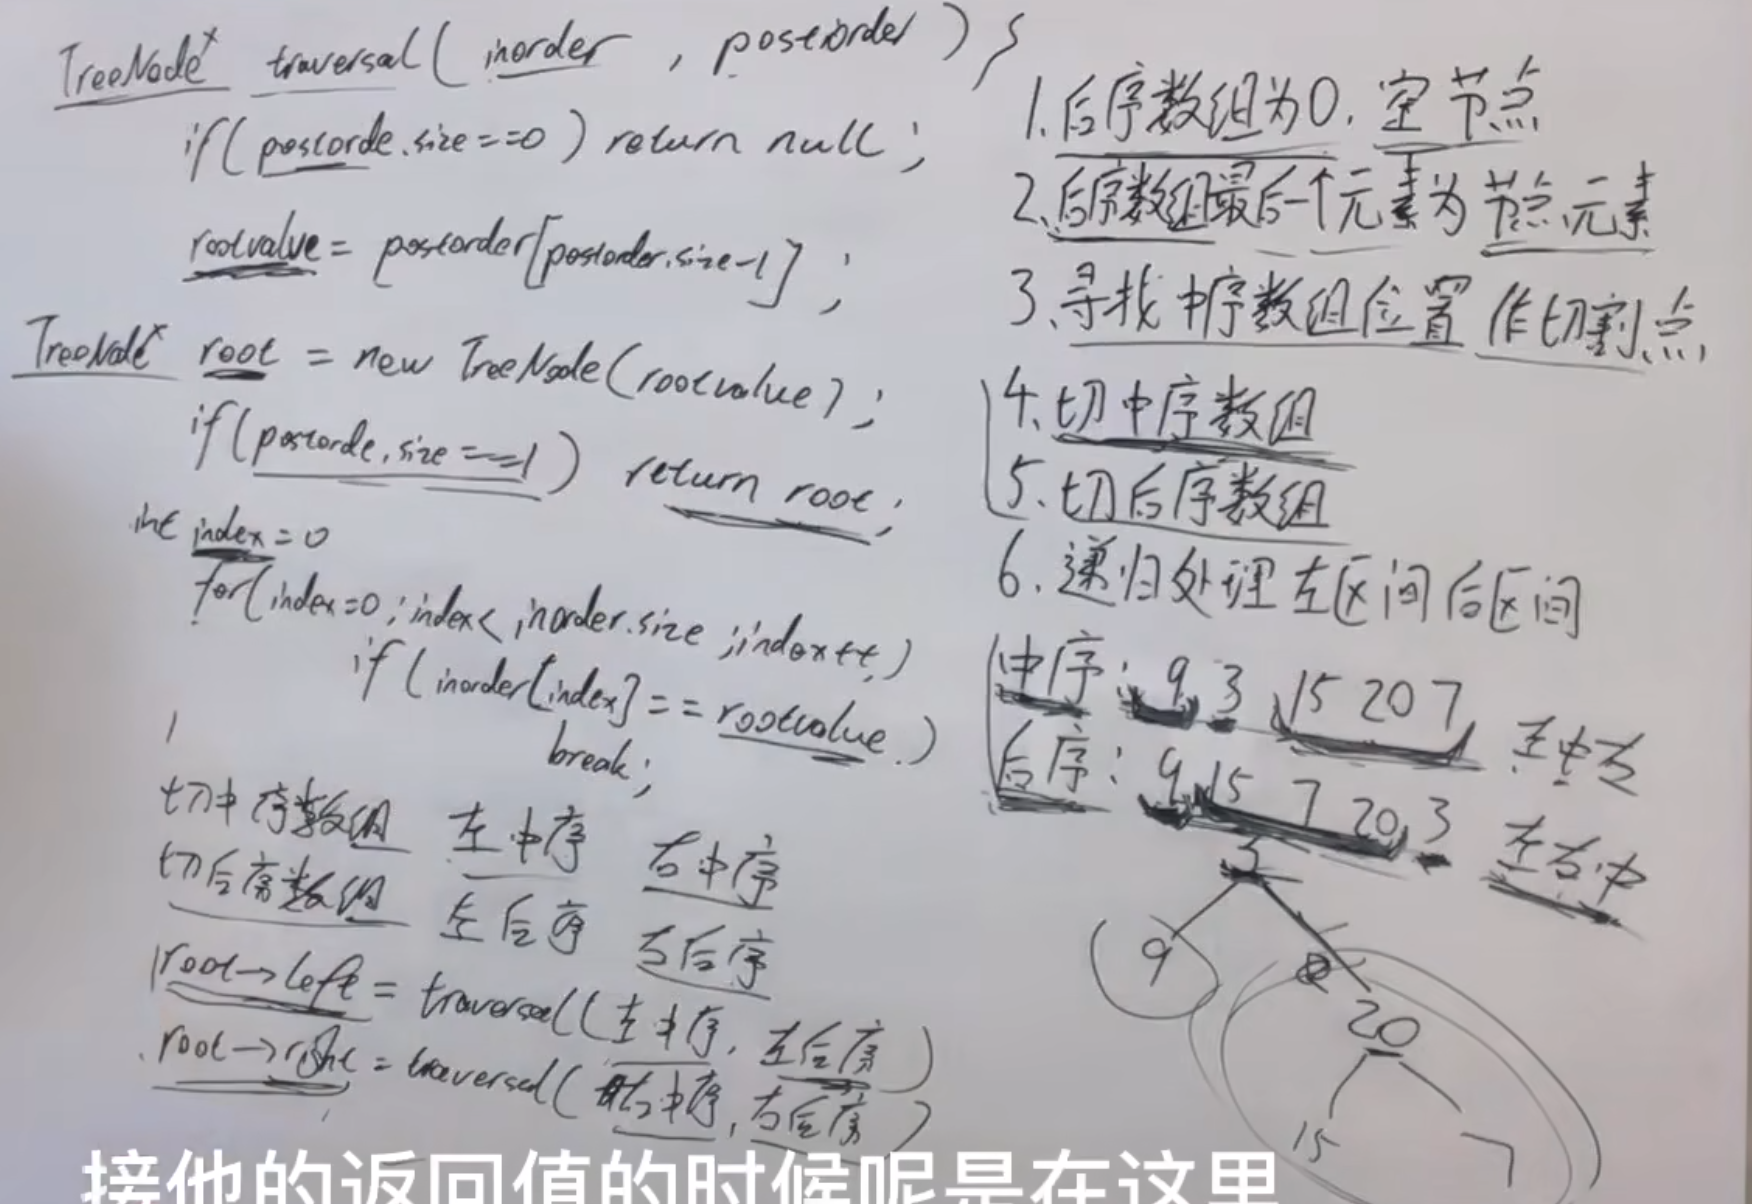 TreeNode* traversal( inorder , postorder ) {
if( postorde.size==0 ) return null ;
rootvalue = postorder[postorder.size-1] ;
TreeNode* root = new TreeNode(rootvalue) ;
if(postorde.size==1) return root;
int index=0
for(index=0;index<inorder.size;index++)
if(inorder[index]==rootvalue)
break;
切中序数组 左中序 右中序
切后序数组 左后序 右后序
root→left = traversal(左中序, 左后序)
root→right = traversal(右中序, 右后序)
1.后序数组为0, 空节点
2.后序数组最后一个元素为节点元素
3.寻找中序数组位置作切割点
4.切中序数组
5.切后序数组
6.递归处理左区间后区间
中序: 9 3 15 20 7 左中右
后序: 9 15 7 20 3 左右中
3
9
20
15 7
接他的返回值的时候呢是在这里